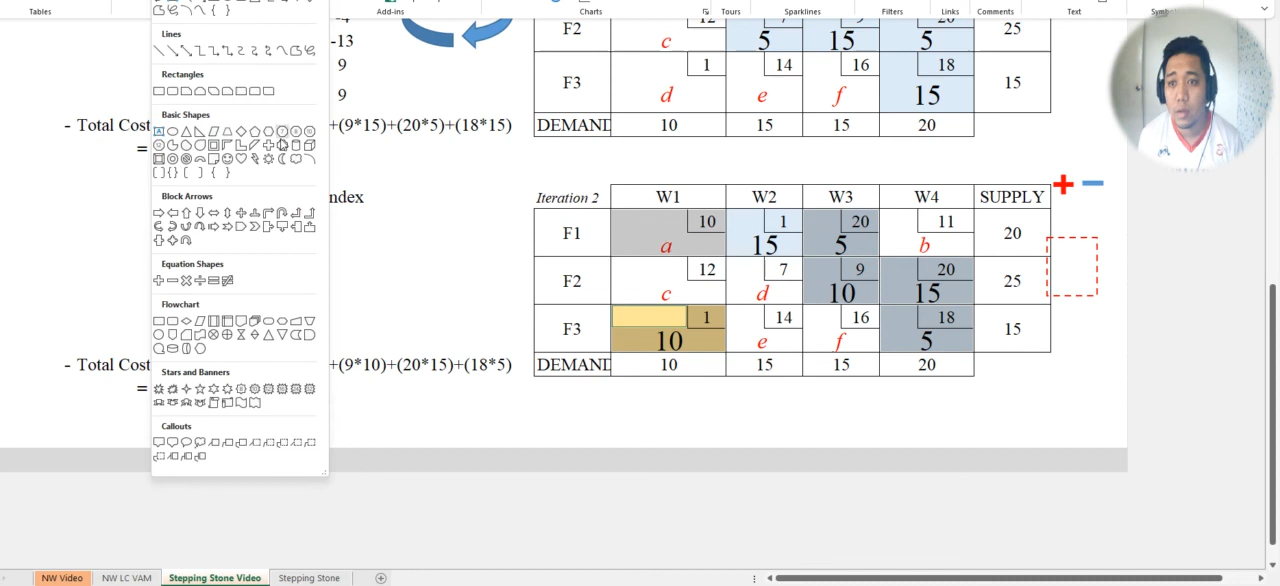 Tables
Charts
Tours
Sparklines
Filters
Links
Comments
Text
Lines
Rectangles
Basic Shapes
Block Arrows
Equation Shapes
Flowchart
Stars and Banners
Callouts
-13
9
9
F2 12 c 5 15 5 25
F3 1 d 14 e 16 f 18 15 15
DEMAND 10 15 15 20
- Total Cost +(9*15)+(20*5)+(18*15)
=
ndex
Iteration 2 W1 W2 W3 W4 SUPPLY
F1 10 a 1 15 20 5 11 b 20
F2 12 c 7 d 9 10 20 15 25
F3 1 10 14 e 16 f 18 5 15
DEMAND 10 15 15 20
- Total Cost +(9*10)+(20*15)+(18*5)
=
NW Video NW LC VAM Stepping Stone Video Stepping Stone